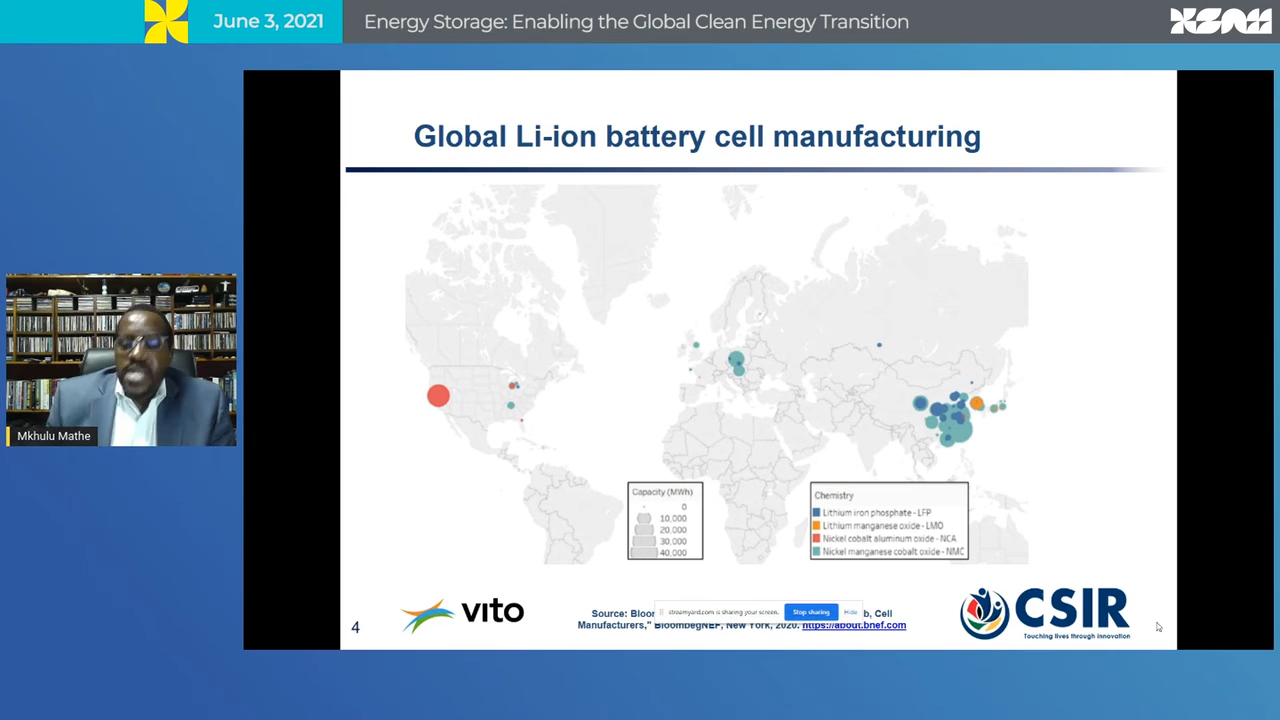 June 3, 2021
Energy Storage: Enabling the Global Clean Energy Transition
Global Li-ion battery cell manufacturing
Mkhulu Mathe
Capacity (MWh)
0
10,000
20,000
30,000
40,000
Chemistry
Lithium iron phosphate - LFP
Lithium manganese oxide - LMO
Nickel cobalt aluminum oxide - NCA
Nickel manganese cobalt oxide - NMC
4
vito
streamyard.com is sharing your screen.
Stop sharing
Hide
Source: Cell
Manufacturers," BloombegNEF, New York, 2020. https://about.bnef.com
CSIR
Touching lives through innovation